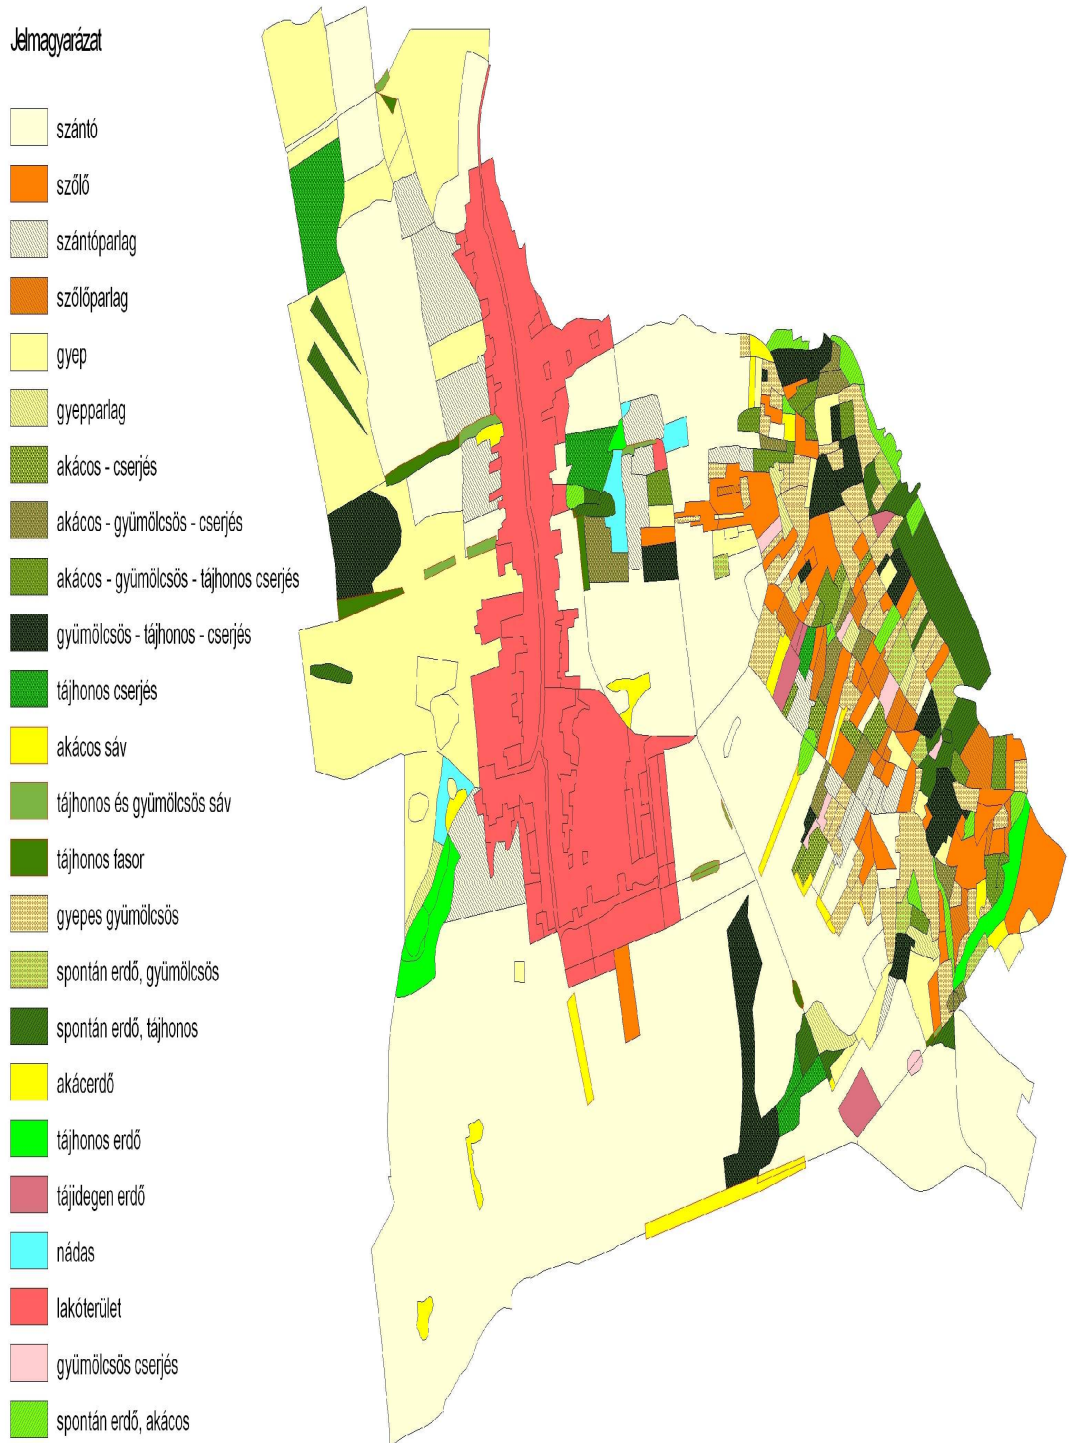 Jelmagyarázat
szántó
szőlő
szántóparlag
szőlőparlag
gyep
gyepparlag
akácos - cserjés
akácos - gyümölcsös - cserjés
akácos - gyümölcsös - tájhonos cserjés
gyümölcsös - tájhonos - cserjés
tájhonos cserjés
akácos sáv
tájhonos és gyümölcsös sáv
tájhonos fasor
gyepes gyümölcsös
spontán erdő, gyümölcsös
spontán erdő, tájhonos
akácerdő
tájhonos erdő
tájidegen erdő
nádas
lakóterület
gyümölcsös cserjés
spontán erdő, akácos